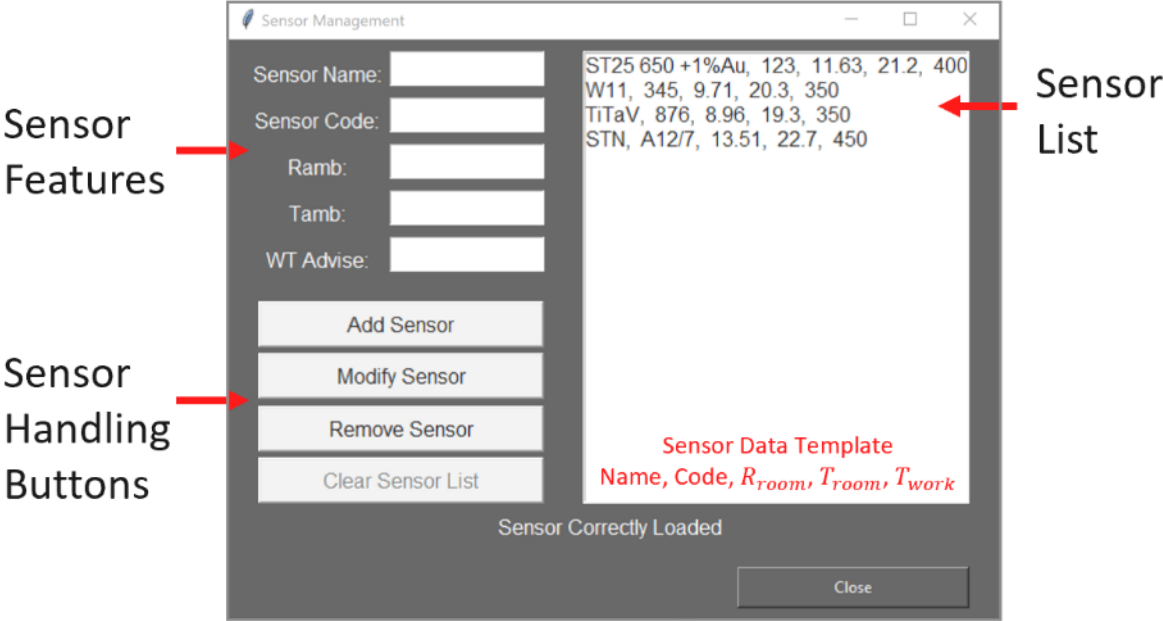 Sensor Management
Sensor Name:
Sensor Code:
Ramb:
Tamb:
WT Advise:
Add Sensor
Modify Sensor
Remove Sensor
Clear Sensor List
ST25 650 +1%Au, 123, 11.63, 21.2, 400
W11, 345, 9.71, 20.3, 350
TiTaV, 876, 8.96, 19.3, 350
STN, A12/7, 13.51, 22.7, 450
Sensor Data Template
Name, Code, R_room, T_room, T_work
Sensor Correctly Loaded
Close
Sensor
Features
Sensor
Handling
Buttons
Sensor
List